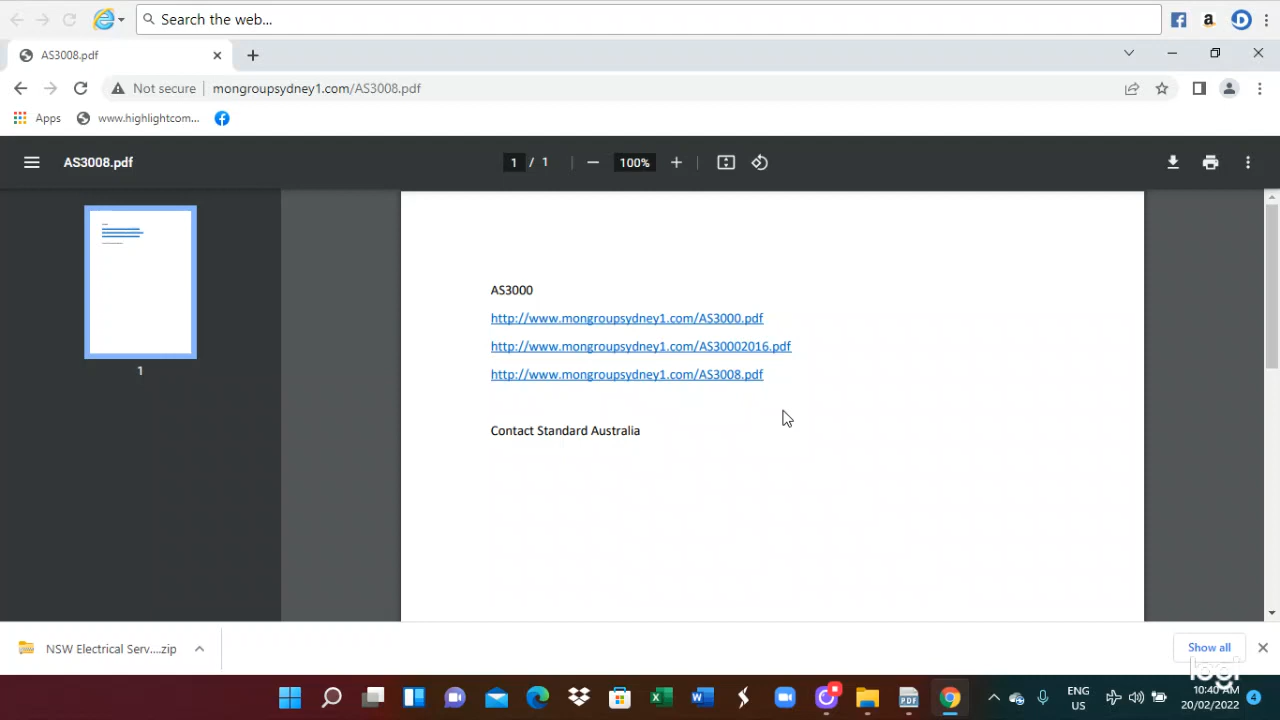 Search the web...
AS3008.pdf
Not secure mongroupsydney1.com/AS3008.pdf
Apps www.highlightcom...
AS3008.pdf 1 / 1 100%
AS3000
http://www.mongroupsydney1.com/AS3000.pdf
http://www.mongroupsydney1.com/AS30002016.pdf
http://www.mongroupsydney1.com/AS3008.pdf
Contact Standard Australia
1
NSW Electrical Serv....zip Show all
ENG
US
10:40 AM
20/02/2022
4